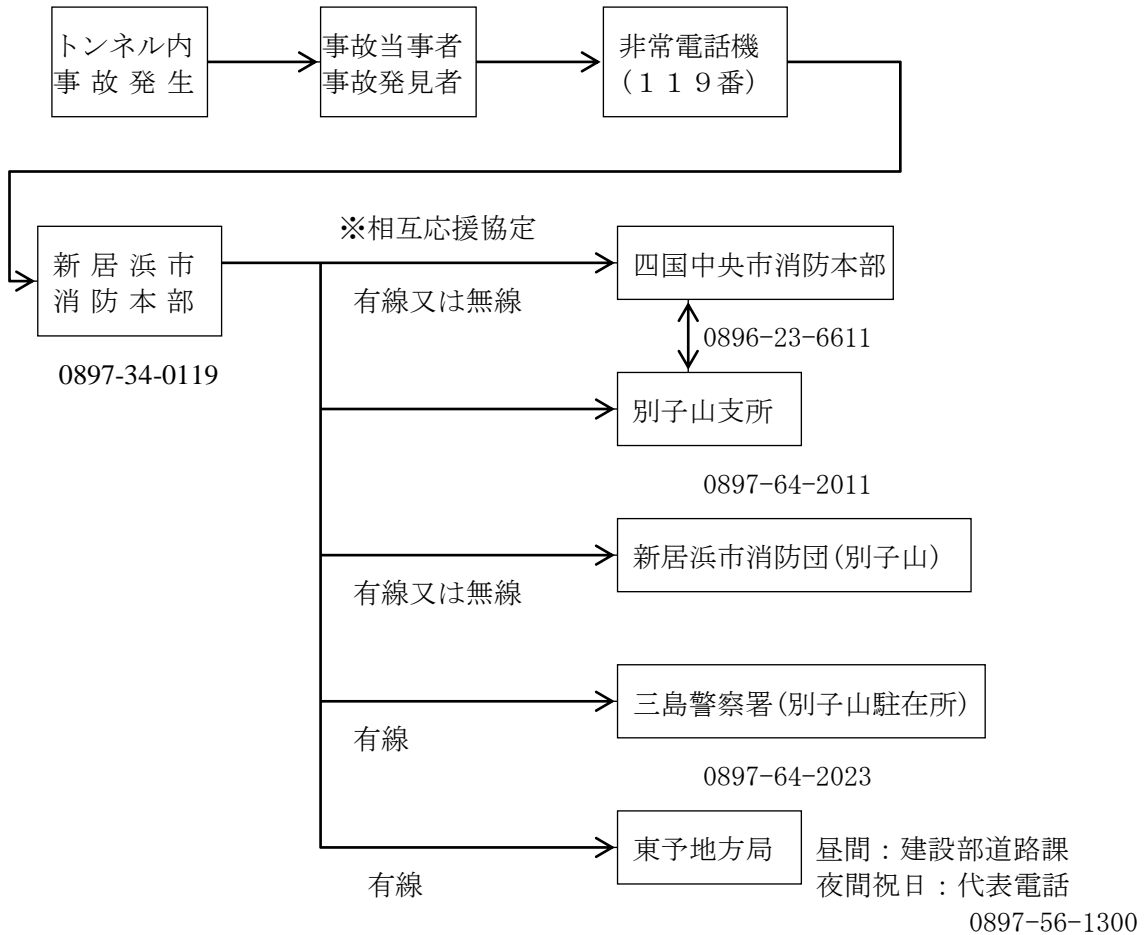 トンネル内
事故発生
事故当事者
事故発見者
非常電話機
(119番)
新居浜市
消防本部
0897-34-0119
※相互応援協定
有線又は無線
四国中央市消防本部
0896-23-6611
別子山支所
0897-64-2011
新居浜市消防団(別子山)
有線又は無線
三島警察署(別子山駐在所)
有線
0897-64-2023
東予地方局
有線
昼間:建設部道路課
夜間祝日:代表電話
0897-56-1300